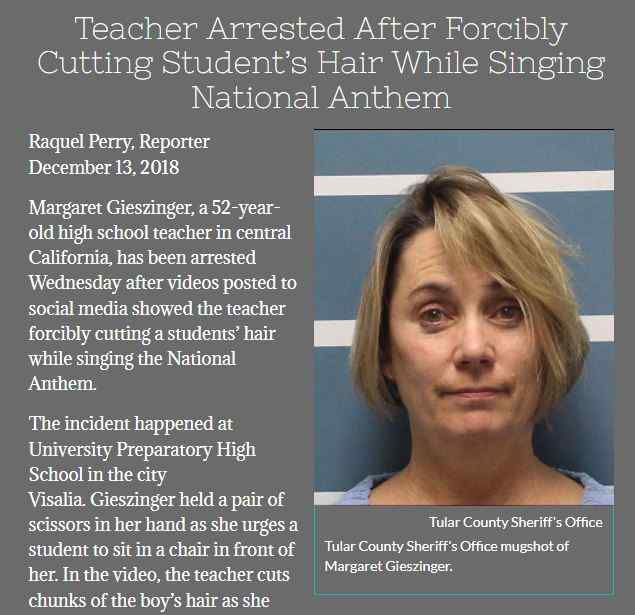 Teacher Arrested After Forcibly
Cutting Student's Hair While Singing
National Anthem
Raquel Perry, Reporter
December 13, 2018
Margaret Gieszinger, a 52-year-
old high school teacher in central
California, has been arrested
Wednesday after videos posted to
social media showed the teacher
forcibly cutting a students' hair
while singing the National
Anthem.
The incident happened at
University Preparatory High
School in the city
Visalia. Gieszinger held a pair of
scissors in her hand as she urges a
student to sit in a chair in front of
her. In the video, the teacher cuts
chunks of the boy's hair as she
Tular County Sheriff's Office
Tular County Sheriff's Office mugshot of
Margaret Gieszinger.